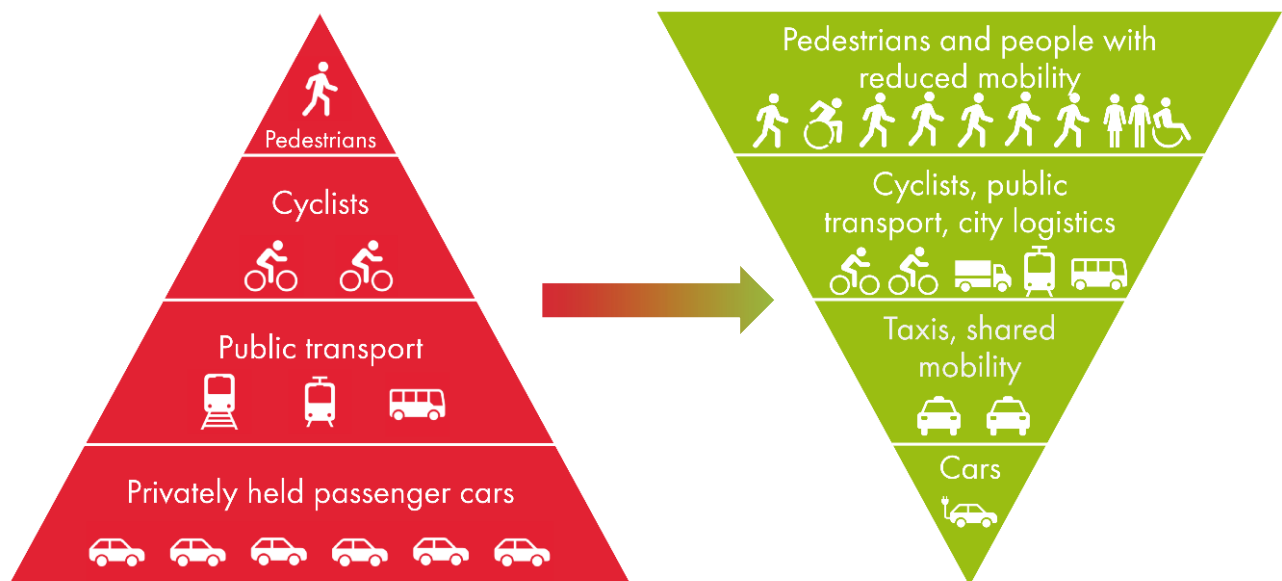 Pedestrians
Cyclists
Public transport
Privately held passenger cars
Pedestrians and people with
reduced mobility
Cyclists, public
transport, city logistics
Taxis, shared
mobility
Cars